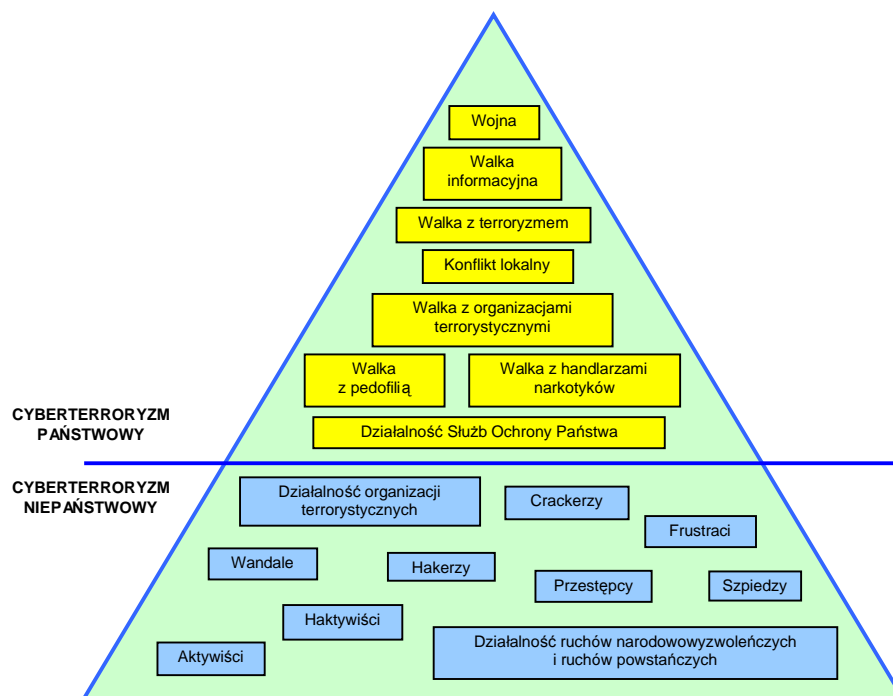 Wojna
Walka
informacyjna
Walka z terroryzmem
Konflikt lokalny
Walka z organizacjami
terrorystycznymi
Walka
z pedofilią
Walka z handlarzami
narkotyków
CYBERTERRORYZM
PAŃSTWOWY
Działalność Służb Ochrony Państwa
CYBERTERRORYZM
NIEPAŃSTWOWY
Działalność organizacji
terrorystycznych
Crackerzy
Frustraci
Wandale
Hakerzy
Przestępcy
Szpiedzy
Haktywiści
Aktywiści
Działalność ruchów narodowowyzwoleńczych
i ruchów powstańczych